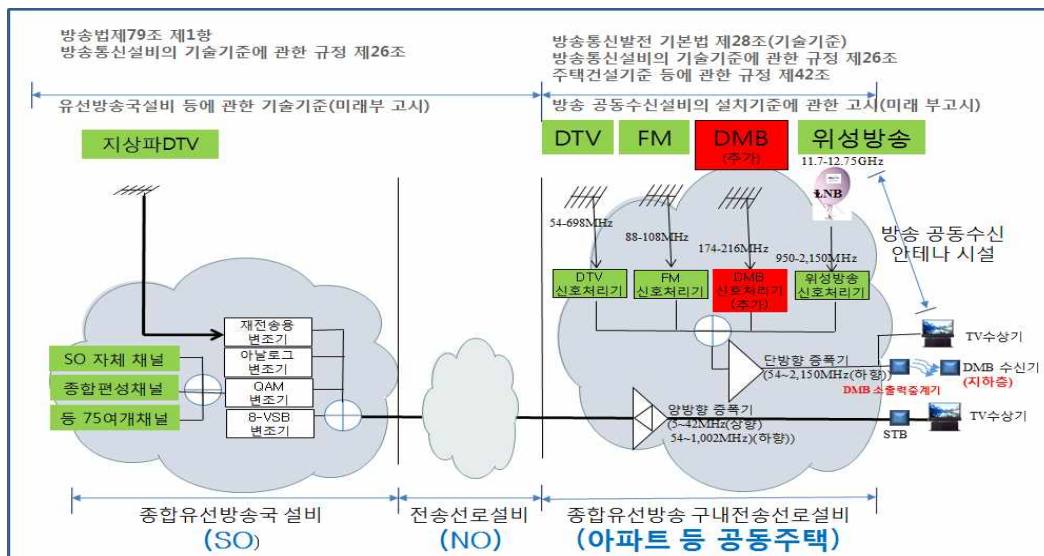 방송법제79조 제1항
방송통신설비의 기술기준에 관한 규정 제26조
유선방송국설비 등에 관한 기술기준(미래부 고시)
방송통신발전 기본법 제28조(기술기준)
방송통신설비의 기술기준에 관한 규정 제26조
주택건설기준 등에 관한 규정 제42조
방송 공동수신설비의 설치기준에 관한 고시(미래 부고시)
지상파DTV
DTV
FM
DMB
(추가)
위성방송
11.7-12.75GHz
LNB
54-698MHz
88-108MHz
174-216MHz
950-2,150MHz
방송 공동수신
안테나 시설
DTV
신호처리기
FM
신호처리기
DMB
신호처리기
(추가)
위성방송
신호처리기
재전송용
변조기
아날로그
변조기
QAM
변조기
8-VSB
변조기
SO 자체 채널
종합편성채널
등 75여개채널
단방향 증폭기
(54~2,150MHz(하향)
TV수상기
DMB 수신기
(지하층)
DMB 소출력중계기
양방향 증폭기
(5~42MHz(상향)
54~1,002MHz)(하향))
STB
TV수상기
종합유선방송국 설비
(SO)
전송선로설비
(NO)
종합유선방송 구내전송선로설비
(아파트 등 공동주택)